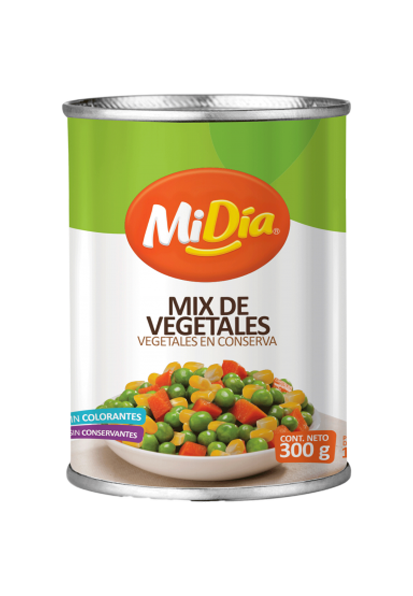 MiDía®
MIX DE
VEGETALES
VEGETALES EN CONSERVA
IN COLORANTES
SIN CONSERVANTES
CONT. NETO
300 g